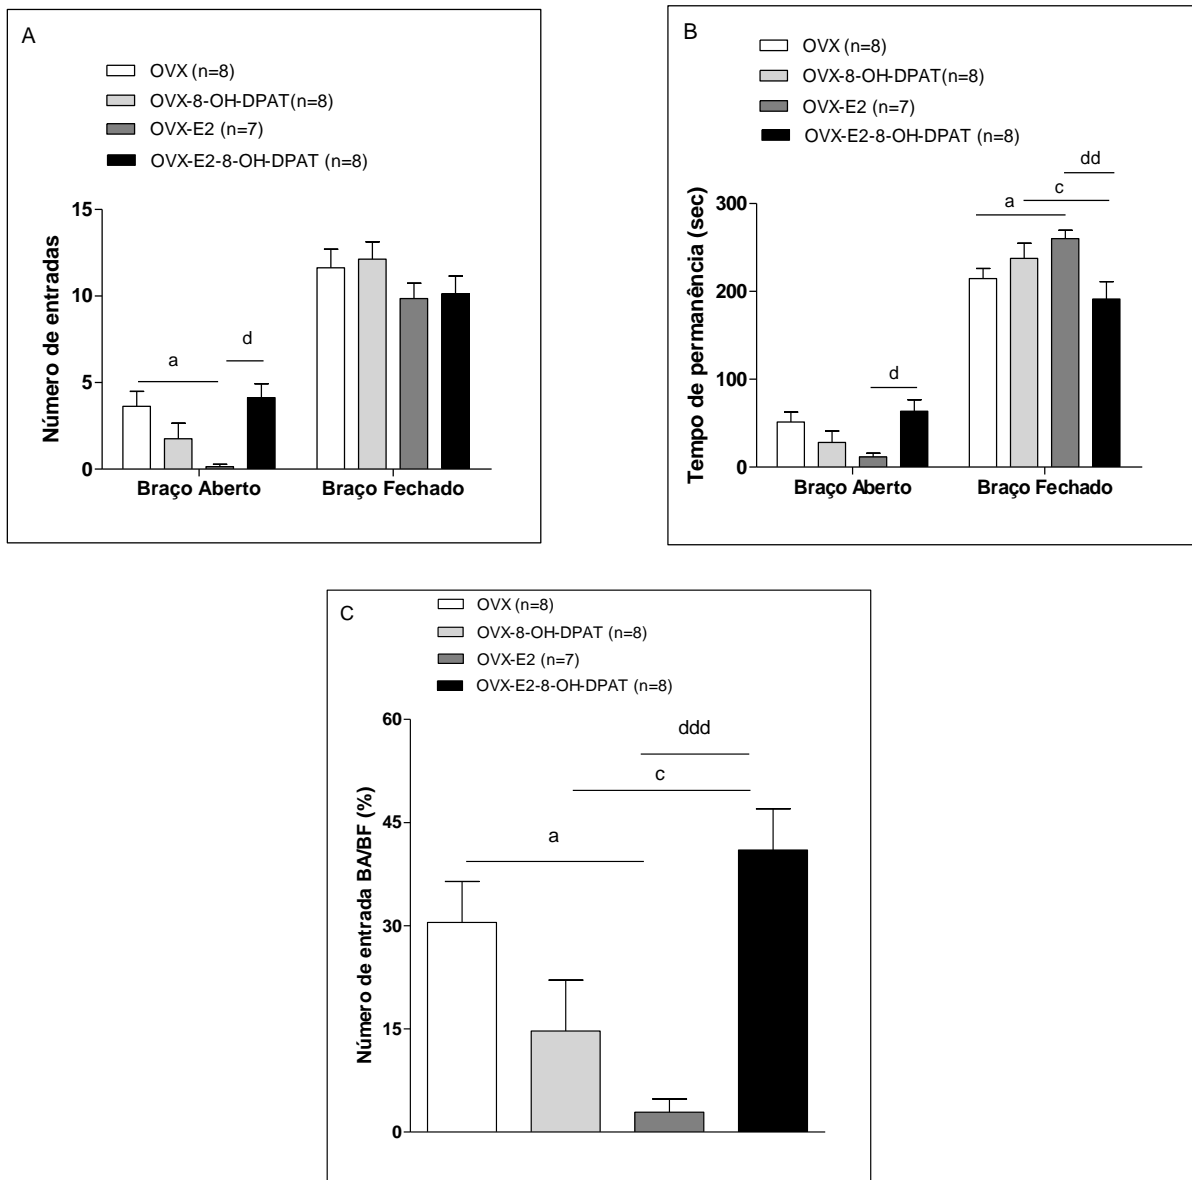 A
OVX (n=8)
OVX-8-OH-DPAT(n=8)
OVX-E2 (n=7)
OVX-E2-8-OH-DPAT (n=8)
Número de entradas
15
10
5
0
a
d
Braço Aberto
Braço Fechado
B
OVX (n=8)
OVX-8-OH-DPAT(n=8)
OVX-E2 (n=7)
OVX-E2-8-OH-DPAT (n=8)
Tempo de permanência (sec)
300
200
100
0
dd
c
a
d
Braço Aberto
Braço Fechado
C
OVX (n=8)
OVX-8-OH-DPAT (n=8)
OVX-E2 (n=7)
OVX-E2-8-OH-DPAT (n=8)
Número de entrada BA/BF (%)
60
45
30
15
0
ddd
c
a